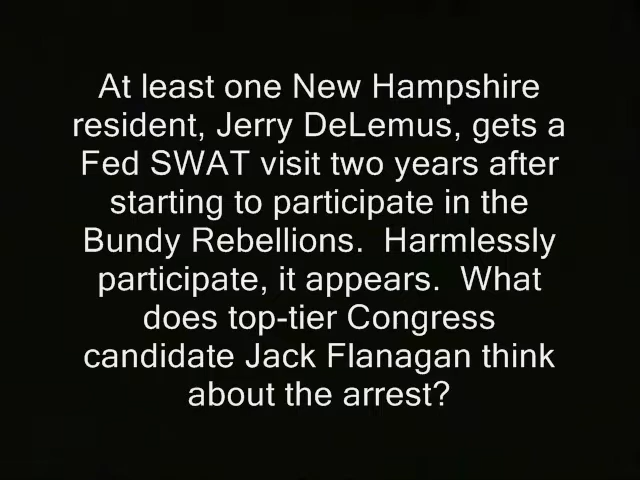 At least one New Hampshire
resident, Jerry DeLemus, gets a
Fed SWAT visit two years after
starting to participate in the
Bundy Rebellions.  Harmlessly
participate, it appears.  What
does top-tier Congress
candidate Jack Flanagan think
about the arrest?